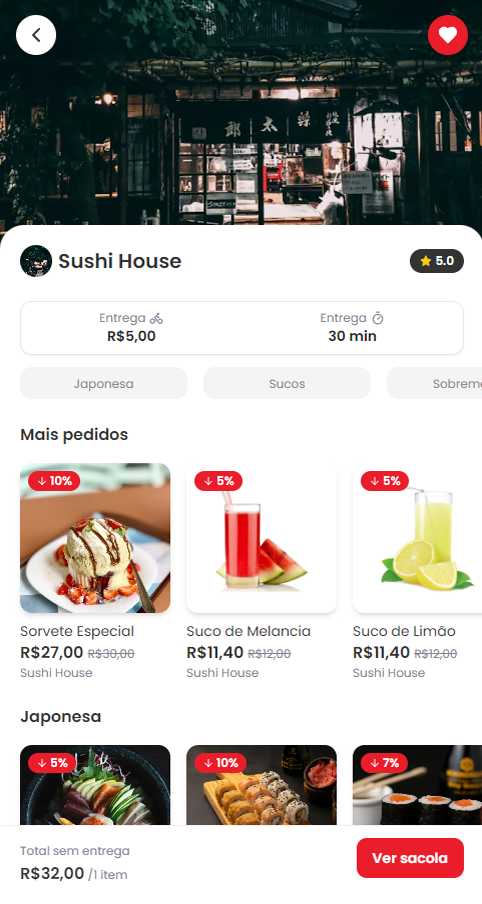 郎 太 樂
Sushi House
5.0
Entrega
Entrega
R$5,00
30 min
Japonesa
Sucos
Sobrem
Mais pedidos
10%
5%
5%
Sorvete Especial
Suco de Melancia
Suco de Limão
R$27,00 R$30,00
R$11,40 R$12,00
R$11,40 R$12,00
Sushi House
Sushi House
Sushi House
Japonesa
5%
10%
7%
Total sem entrega
R$32,00 /1 item
Ver sacola